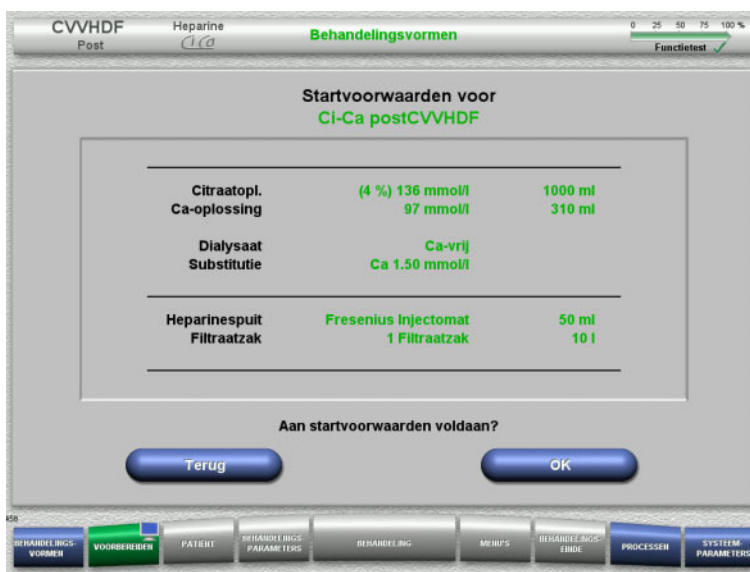 CVVHDF
Post
Heparine
Ci Ca
Behandelingsvormen
0 25 50 75 100 %
Functietest
Startvoorwaarden voor
Ci-Ca postCVVHDF
Citraatopl. (4 %) 136 mmol/l 1000 ml
Ca-oplossing 97 mmol/l 310 ml
Dialysaat Ca-vrij
Substitutie Ca 1.50 mmol/l
Heparinespuit Fresenius Injectomat 50 ml
Filtraatzak 1 Filtraatzak 10 l
Aan startvoorwaarden voldaan?
Terug OK
BEHANDELINGS-
VORMEN
VOORBEREIDEN
PATIËNT
BEHANDELINGS-
PARAMETERS
BEHANDELING
MENU'S
BEHANDELINGS-
EINDE
PROCESSEN
SYSTEEM-
PARAMETERS